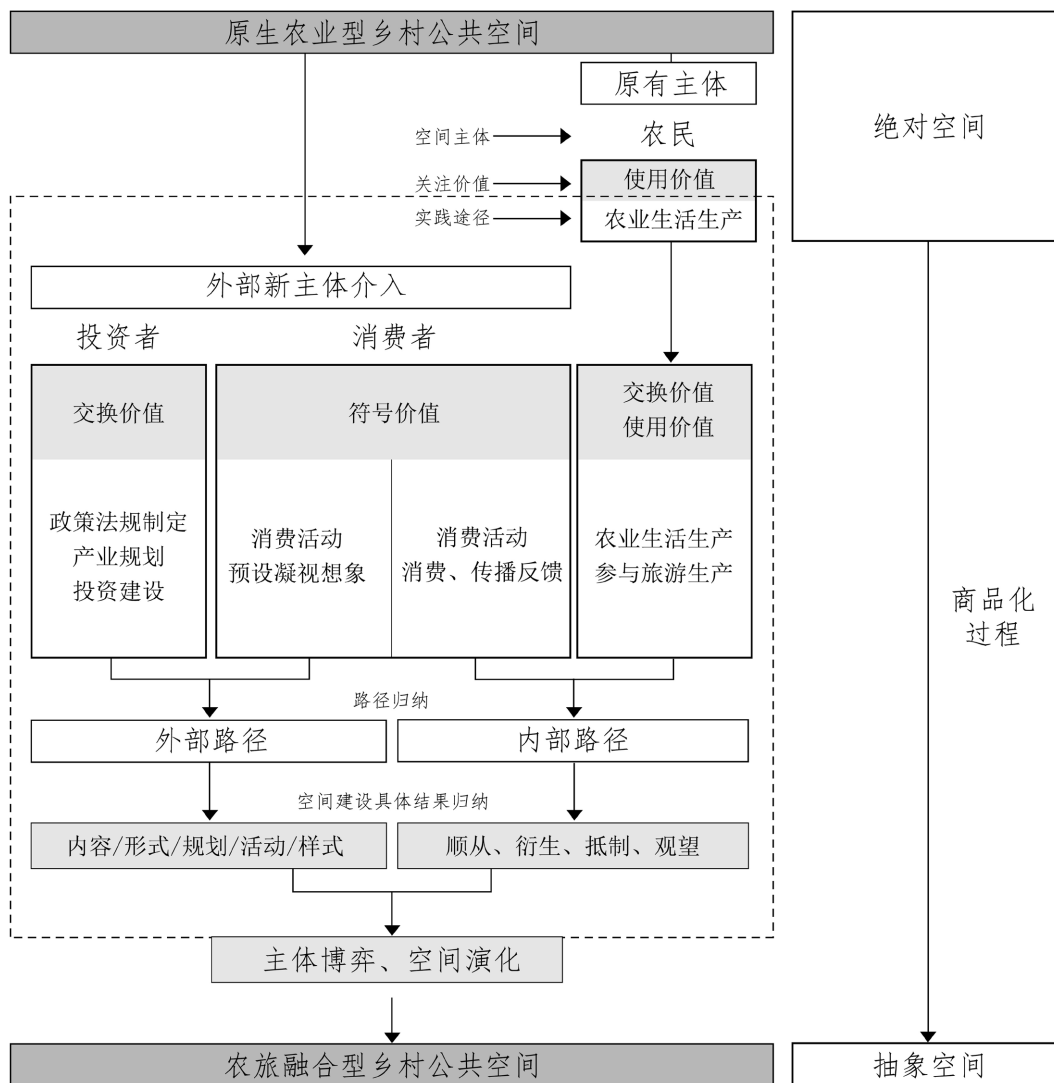 原生农业型乡村公共空间
原有主体
绝对空间
空间主体
农民
关注价值
使用价值
实践途径
农业生活生产
外部新主体介入
投资者
消费者
交换价值
符号价值
交换价值
使用价值
政策法规制定
产业规划
投资建设
消费活动
预设凝视想象
消费活动
消费、传播反馈
农业生活生产
参与旅游生产
商品化
过程
路径归纳
外部路径
内部路径
空间建设具体结果归纳
内容/形式/规划/活动/样式
顺从、衍生、抵制、观望
主体博弈、空间演化
农旅融合型乡村公共空间
抽象空间